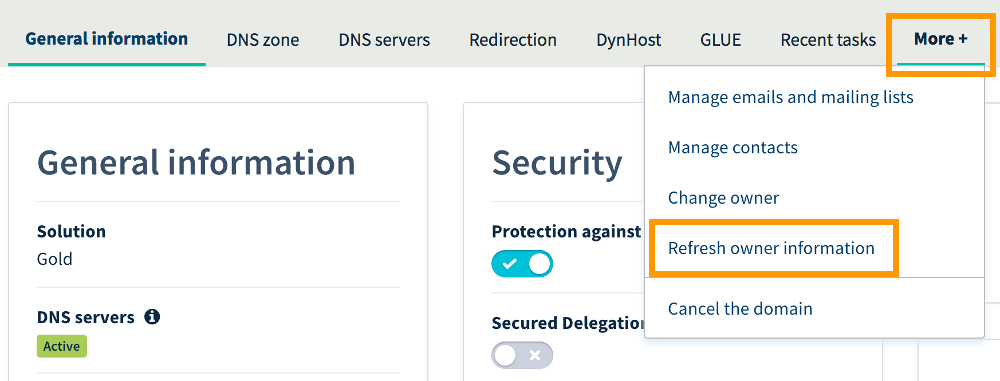 General information DNS zone DNS servers Redirection DynHost GLUE Recent tasks More +
Manage emails and mailing lists
Manage contacts
Change owner
Refresh owner information
Cancel the domain
General information
Solution
Gold
DNS servers
Active
Security
Protection against
Secured Delegation